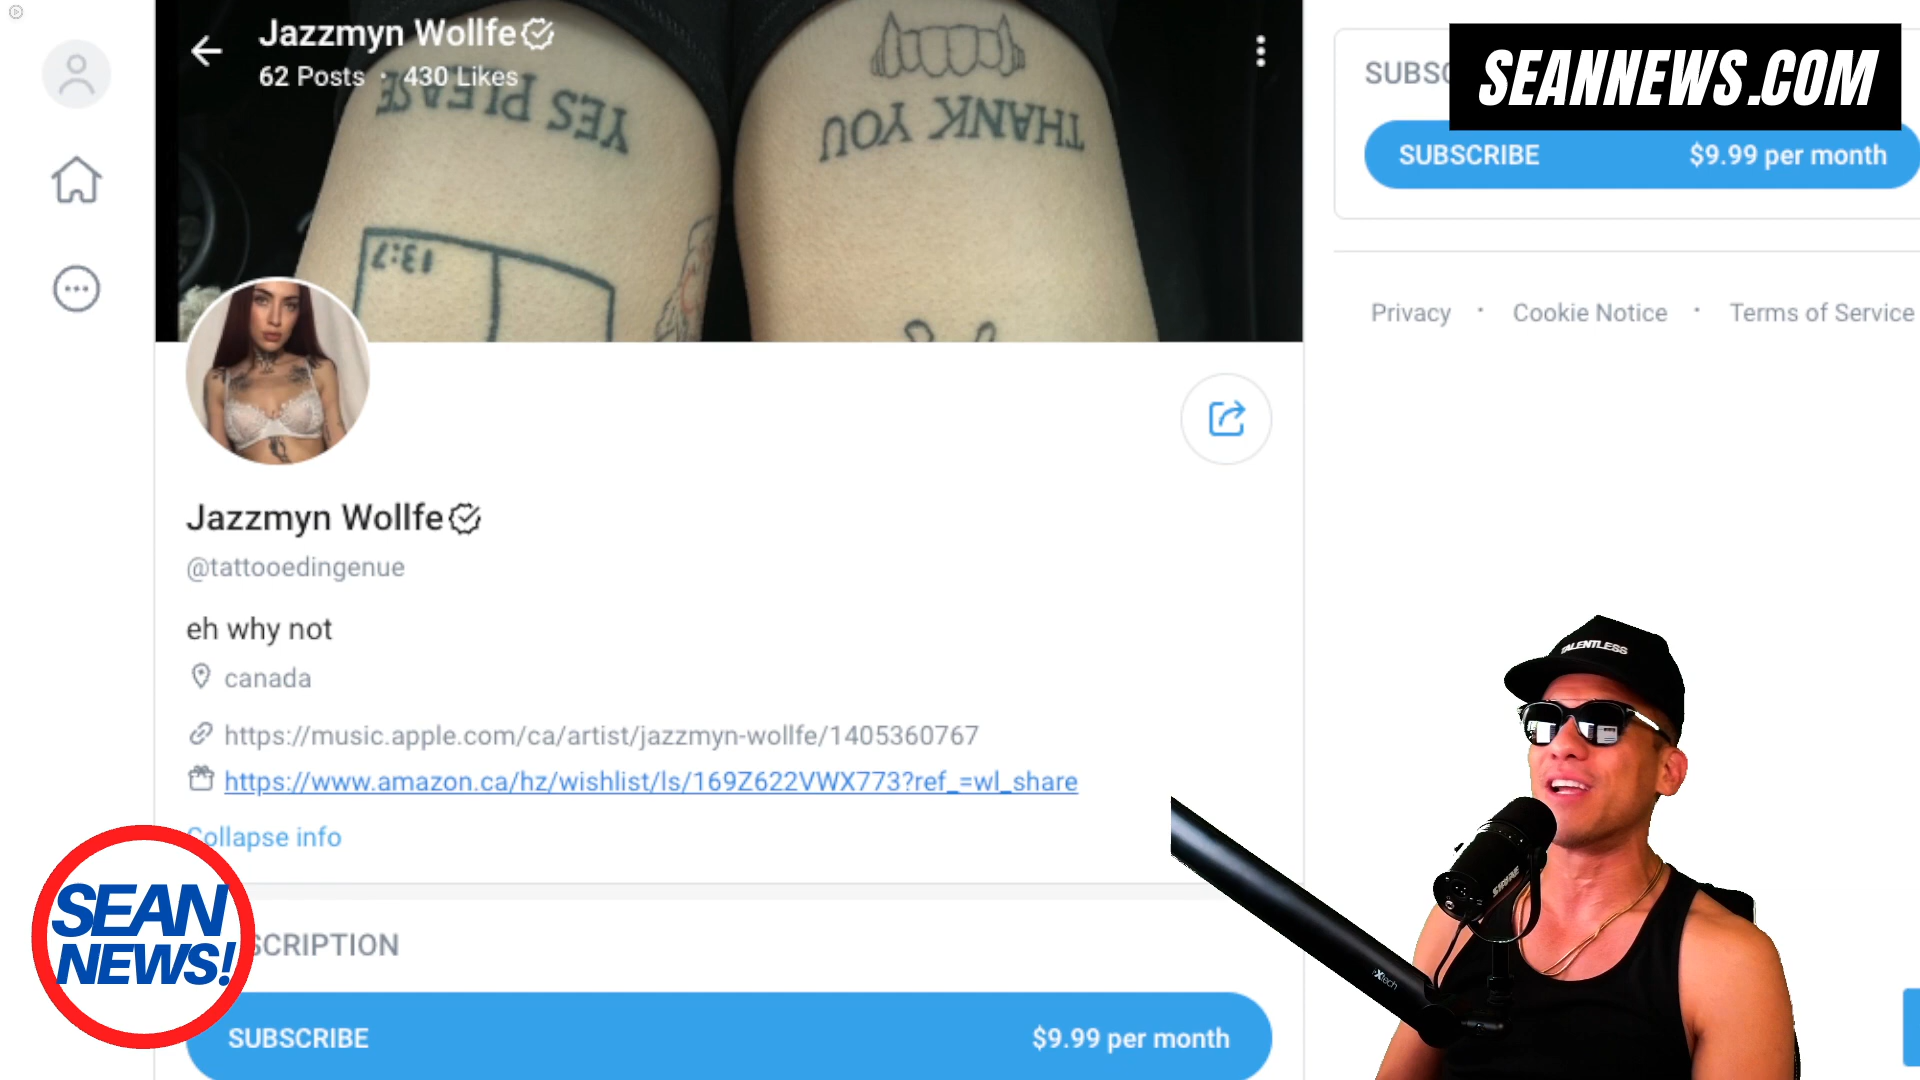 Jazzmyn Wollfe
62 Posts · 430 Likes
YES PLEASE
THANK YOU
13:7
SUBSC
SEANNEWS.COM
SUBSCRIBE $9.99 per month
Privacy · Cookie Notice · Terms of Service
Jazzmyn Wollfe
@tattooedingenue
eh why not
canada
https://music.apple.com/ca/artist/jazzmyn-wollfe/1405360767
https://www.amazon.ca/hz/wishlist/ls/169Z622VWX773?ref_=wl_share
Collapse info
SCRIPTION
SUBSCRIBE $9.99 per month
SEAN
NEWS!
TALENTLESS
SHURE